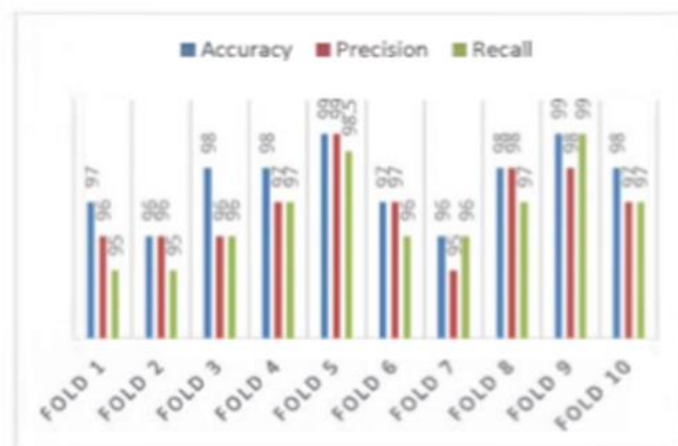 Accuracy Precision Recall
97 96 95 96 96 95 98 96 96 98 97 97 99 99 98.5 97 97 96 96 95 96 98 98 97 99 98 99 98 97 97
FOLD 1 FOLD 2 FOLD 3 FOLD 4 FOLD 5 FOLD 6 FOLD 7 FOLD 8 FOLD 9 FOLD 10